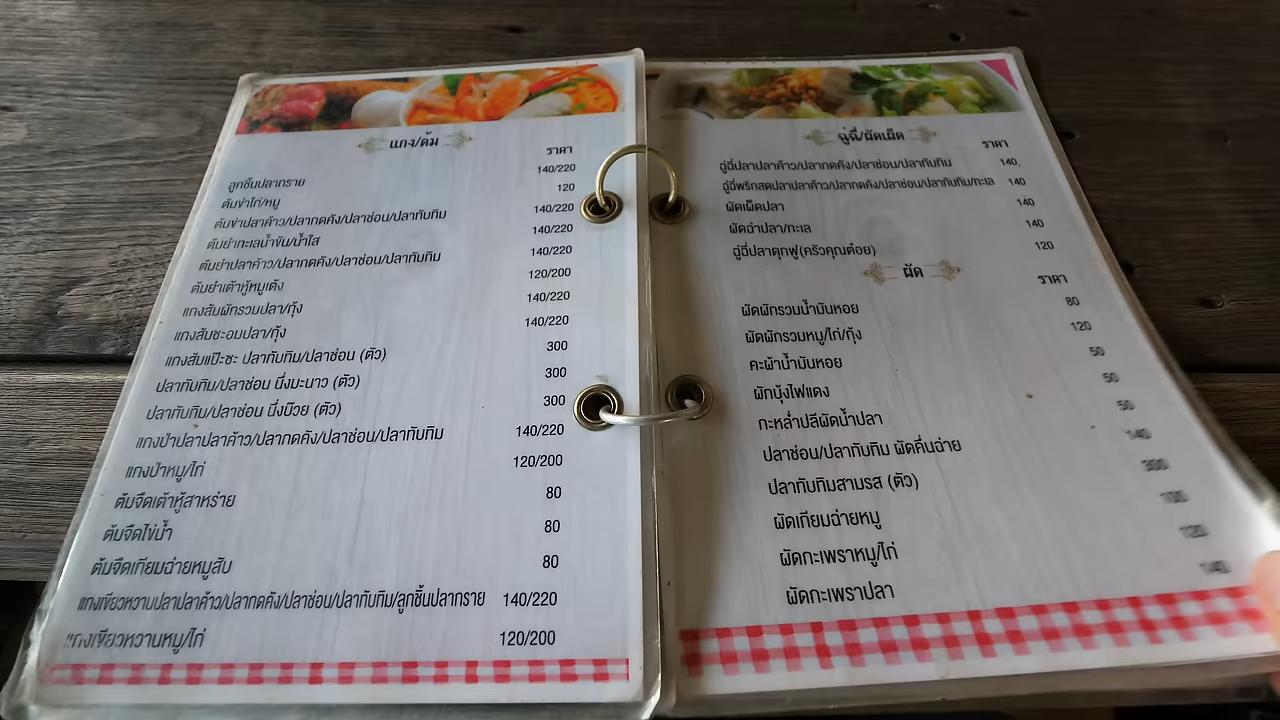 แกง/ต้ม
ราคา
ลูกชิ้นปลากราย 140/220
ต้มข่าไก่/หมู 120
ต้มข่าปลาค้าว/ปลากดคัง/ปลาช่อน/ปลาทับทิม 140/220
ต้มยำทะเลน้ำข้น/น้ำใส 140/220
ต้มยำปลาค้าว/ปลากดคัง/ปลาช่อน/ปลาทับทิม 140/220
ต้มยำเต้าหู้หมูเด้ง 120/200
แกงส้มผักรวมปลา/กุ้ง 140/220
แกงส้มชะอมปลา/กุ้ง 140/220
แกงส้มแป๊ะซะ ปลาทับทิม/ปลาช่อน (ตัว) 300
ปลาทับทิม/ปลาช่อน นึ่งมะนาว (ตัว) 300
ปลาทับทิม/ปลาช่อน นึ่งบ๊วย (ตัว) 300
แกงป่าปลาปลาค้าว/ปลากดคัง/ปลาช่อน/ปลาทับทิม 140/220
แกงป่าหมู/ไก่ 120/200
ต้มจืดเต้าหู้สาหร่าย 80
ต้มจืดไข่น้ำ 80
ต้มจืดเกียมฉ่ายหมูสับ 80
แกงเขียวหวานปลาปลาค้าว/ปลากดคัง/ปลาช่อน/ปลาทับทิม/ลูกชิ้นปลากราย 140/220
แกงเขียวหวานหมู/ไก่ 120/200
ฉู่ฉี่/ผัดเผ็ด
ราคา
ฉู่ฉี่ปลาปลาค้าว/ปลากดคัง/ปลาช่อน/ปลาทับทิม 140
ฉู่ฉี่พริกสดปลาปลาค้าว/ปลากดคัง/ปลาช่อน/ปลาทับทิม/ทะเล 140
ผัดเผ็ดปลา 140
ผัดฉ่าปลา/ทะเล 140
ฉู่ฉี่ปลาดุกฟู(ครัวคุณต๋อย) 120
ผัด
ราคา
ผัดผักรวมน้ำมันหอย 80
ผัดผักรวมหมู/ไก่/กุ้ง 120
คะผ้าน้ำมันหอย 50
ผักบุ้งไฟแดง 50
กะหล่ำปลีผัดน้ำปลา 50
ปลาช่อน/ปลาทับทิม ผัดคื่นฉ่าย 140
ปลาทับทิมสามรส (ตัว) 300
ผัดเกียมฉ่ายหมู 100
ผัดกะเพราหมู/ไก่ 120
ผัดกะเพราปลา 140